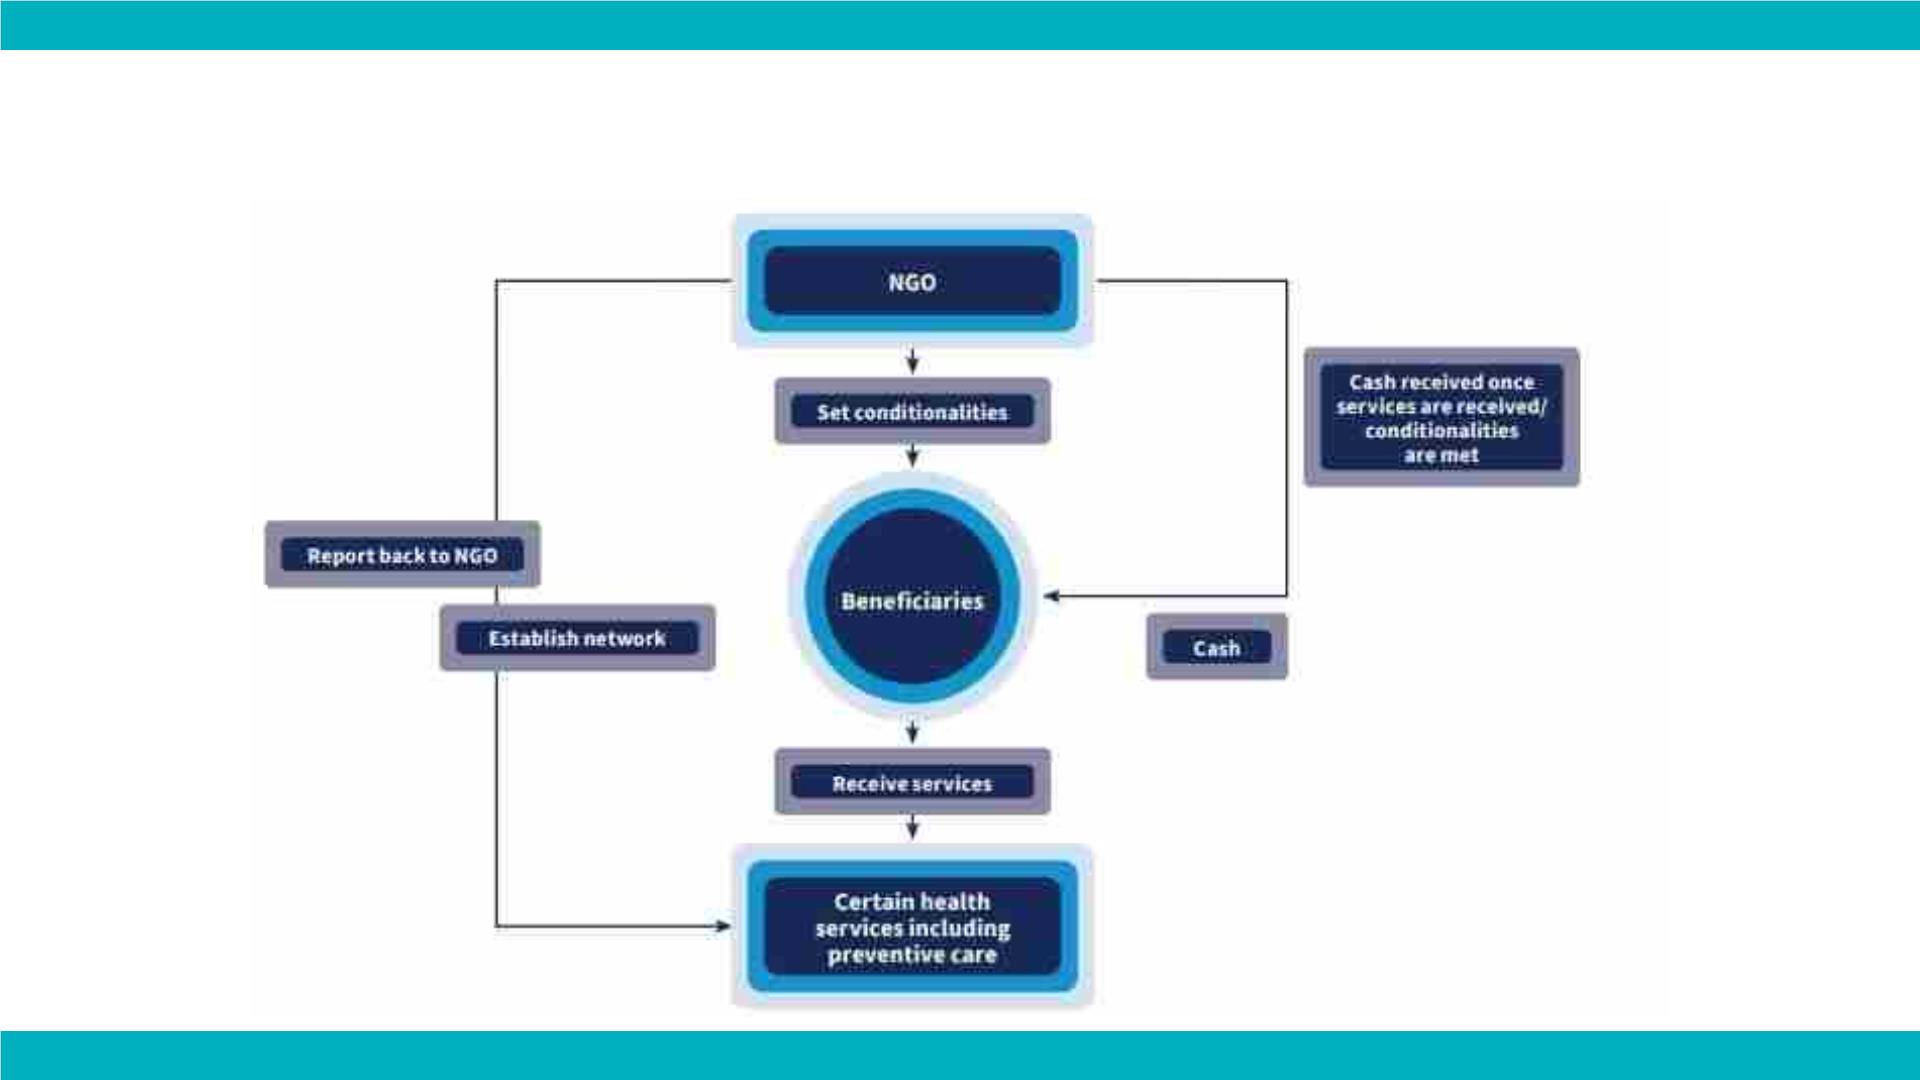 NGO
Set conditionalities
Cash received once
services are received/
conditionalities
are met
Report back to NGO
Establish network
Beneficiaries
Cash
Receive services
Certain health
services including
preventive care